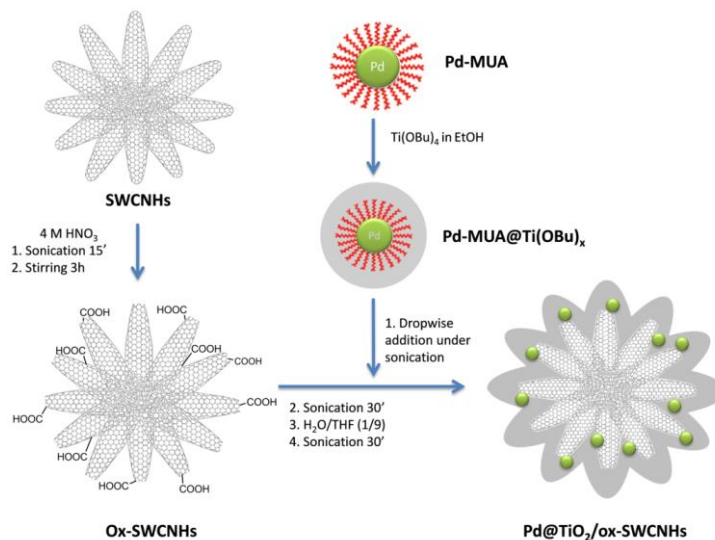 Pd
Pd-MUA
Ti(OBu)₄ in EtOH
SWCNHs
4 M HNO₃
1. Sonication 15’
2. Stirring 3h
Pd
Pd-MUA@Ti(OBu)ₓ
1. Dropwise
addition under
sonication
COOH
HOOC
HOOC
COOH
COOH
HOOC
COOH
HOOC
HOOC
COOH
COOH
2. Sonication 30’
3. H₂O/THF (1/9)
4. Sonication 30’
Ox-SWCNHs
Pd@TiO₂/ox-SWCNHs